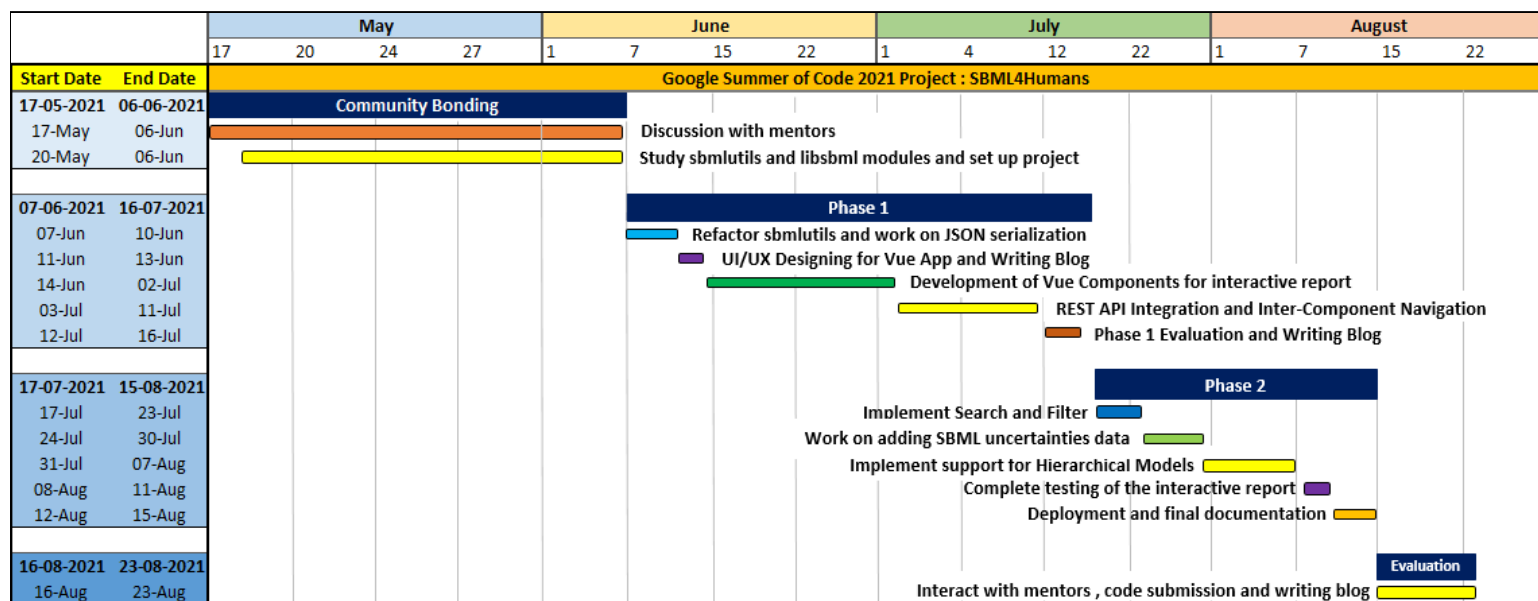 May June July August
17 20 24 27 1 7 15 22 1 4 12 22 1 7 15 22
Start Date End Date Google Summer of Code 2021 Project : SBML4Humans
17-05-2021 06-06-2021 Community Bonding
17-May 06-Jun Discussion with mentors
20-May 06-Jun Study sbmlutils and libsbml modules and set up project
07-06-2021 16-07-2021 Phase 1
07-Jun 10-Jun Refactor sbmlutils and work on JSON serialization
11-Jun 13-Jun UI/UX Designing for Vue App and Writing Blog
14-Jun 02-Jul Development of Vue Components for interactive report
03-Jul 11-Jul REST API Integration and Inter-Component Navigation
12-Jul 16-Jul Phase 1 Evaluation and Writing Blog
17-07-2021 15-08-2021 Phase 2
17-Jul 23-Jul Implement Search and Filter
24-Jul 30-Jul Work on adding SBML uncertainties data
31-Jul 07-Aug Implement support for Hierarchical Models
08-Aug 11-Aug Complete testing of the interactive report
12-Aug 15-Aug Deployment and final documentation
16-08-2021 23-08-2021 Evaluation
16-Aug 23-Aug Interact with mentors , code submission and writing blog